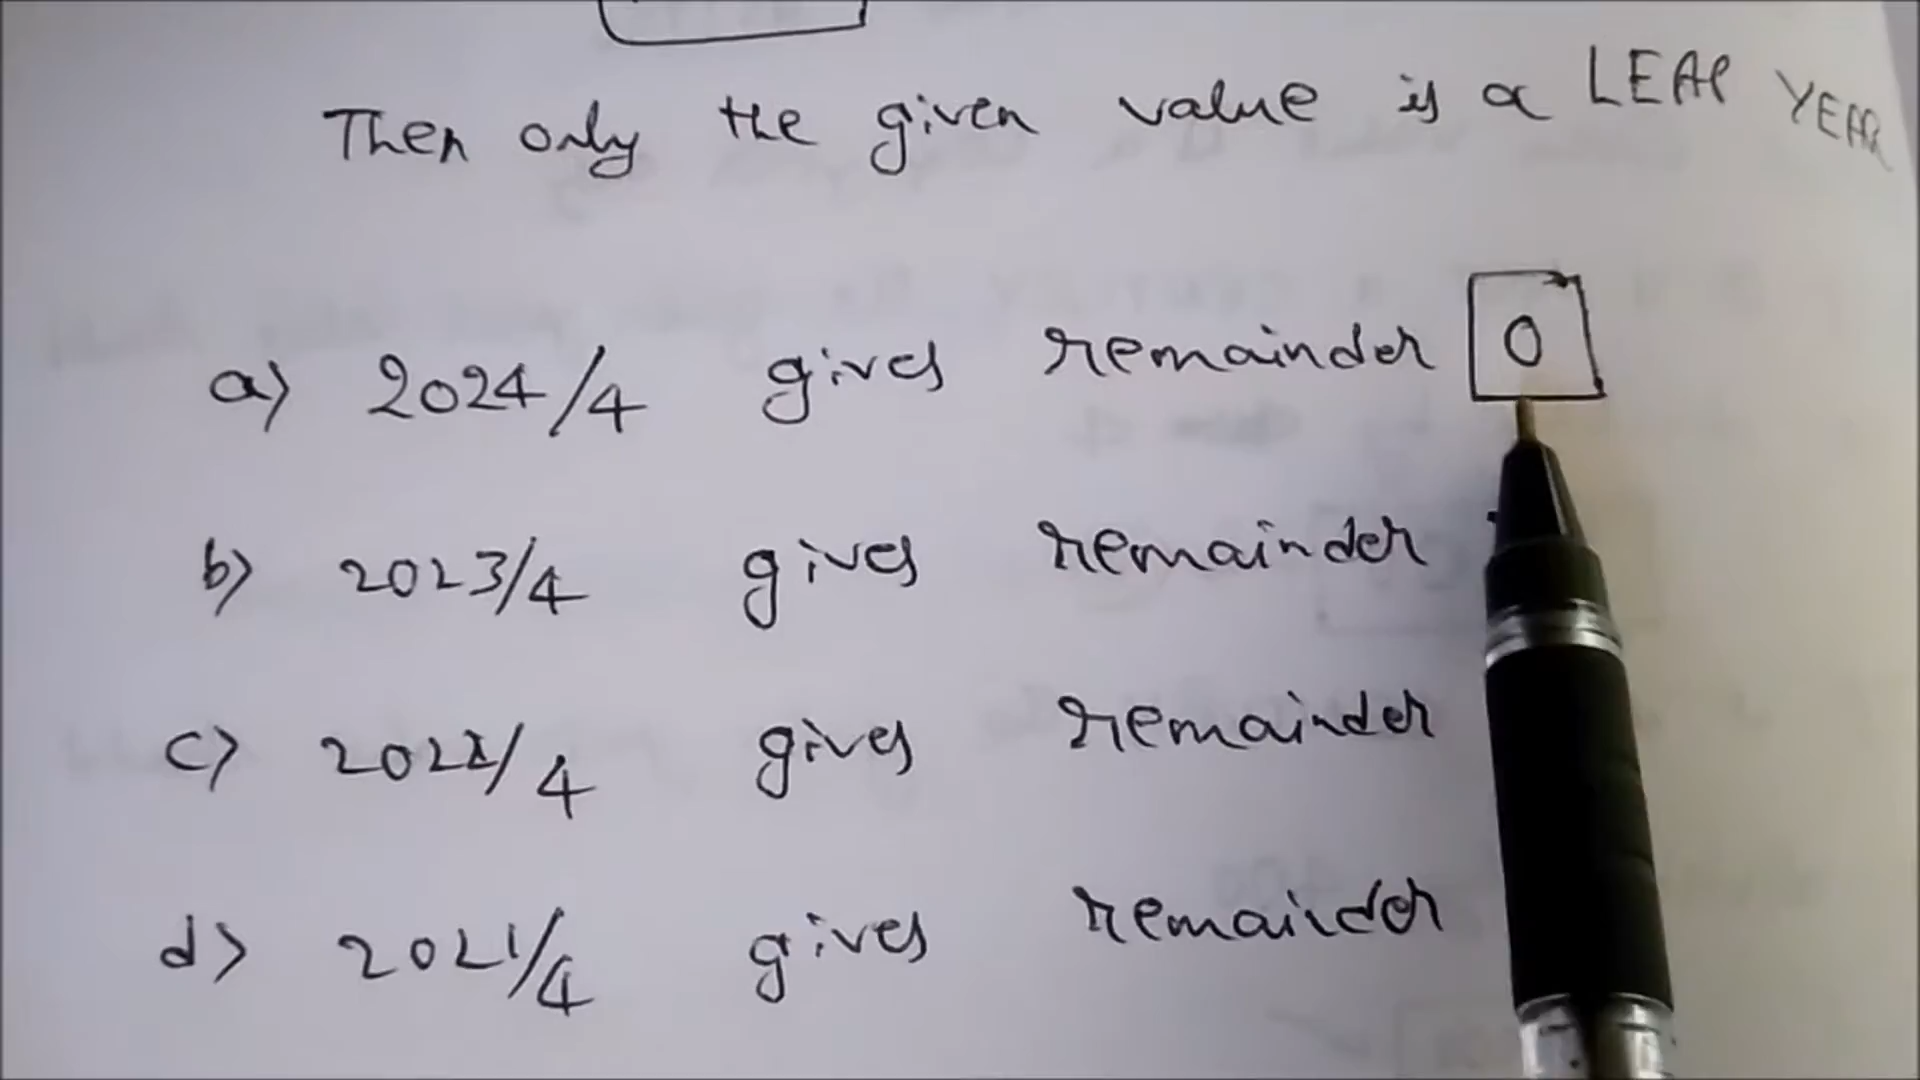 Then only the given value is a LEAP YEAR
a) 2024/4 gives remainder 0
b) 2023/4 gives remainder
c) 2022/4 gives remainder
d) 2021/4 gives remainder